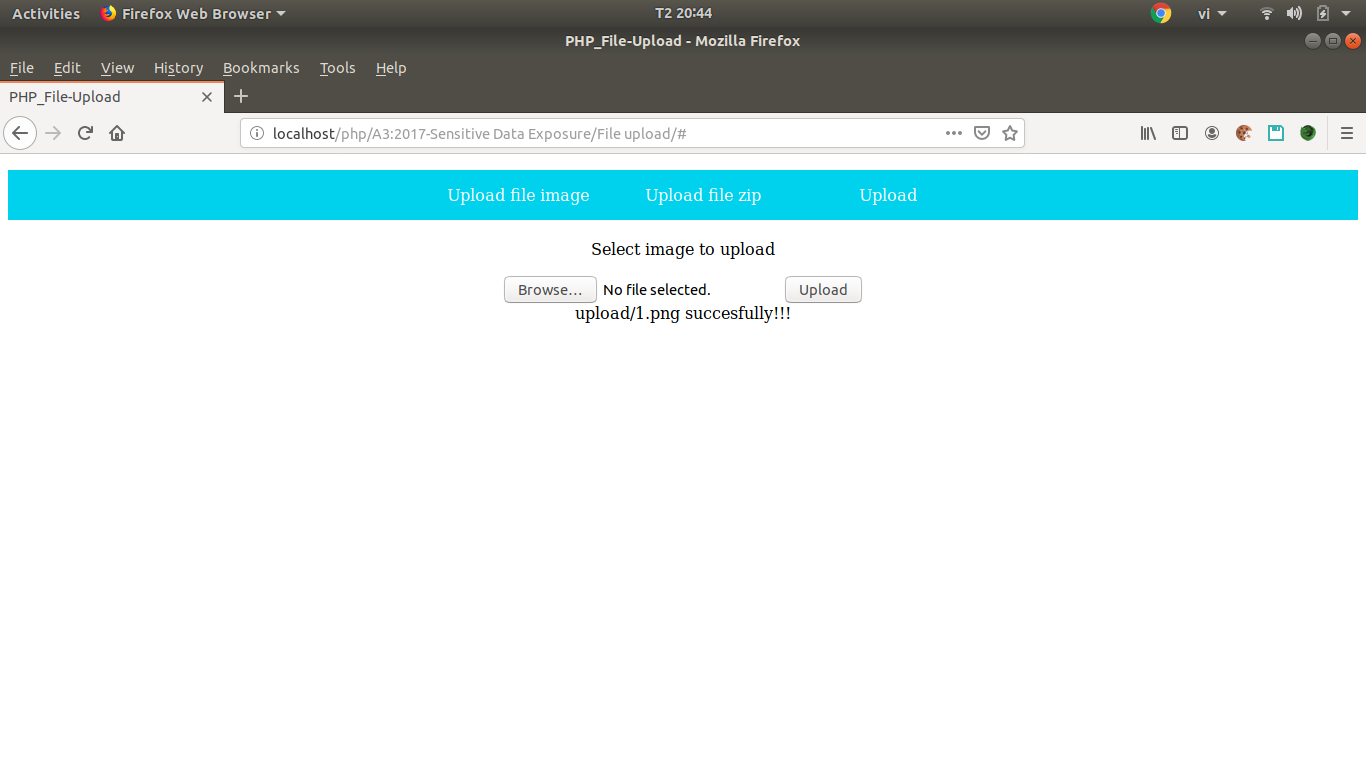 Activities Firefox Web Browser T2 20:44 vi
PHP_File-Upload - Mozilla Firefox
File Edit View History Bookmarks Tools Help
PHP_File-Upload
localhost/php/A3:2017-Sensitive Data Exposure/File upload/#
Upload file image Upload file zip Upload
Select image to upload
Browse... No file selected. Upload
upload/1.png succesfully!!!